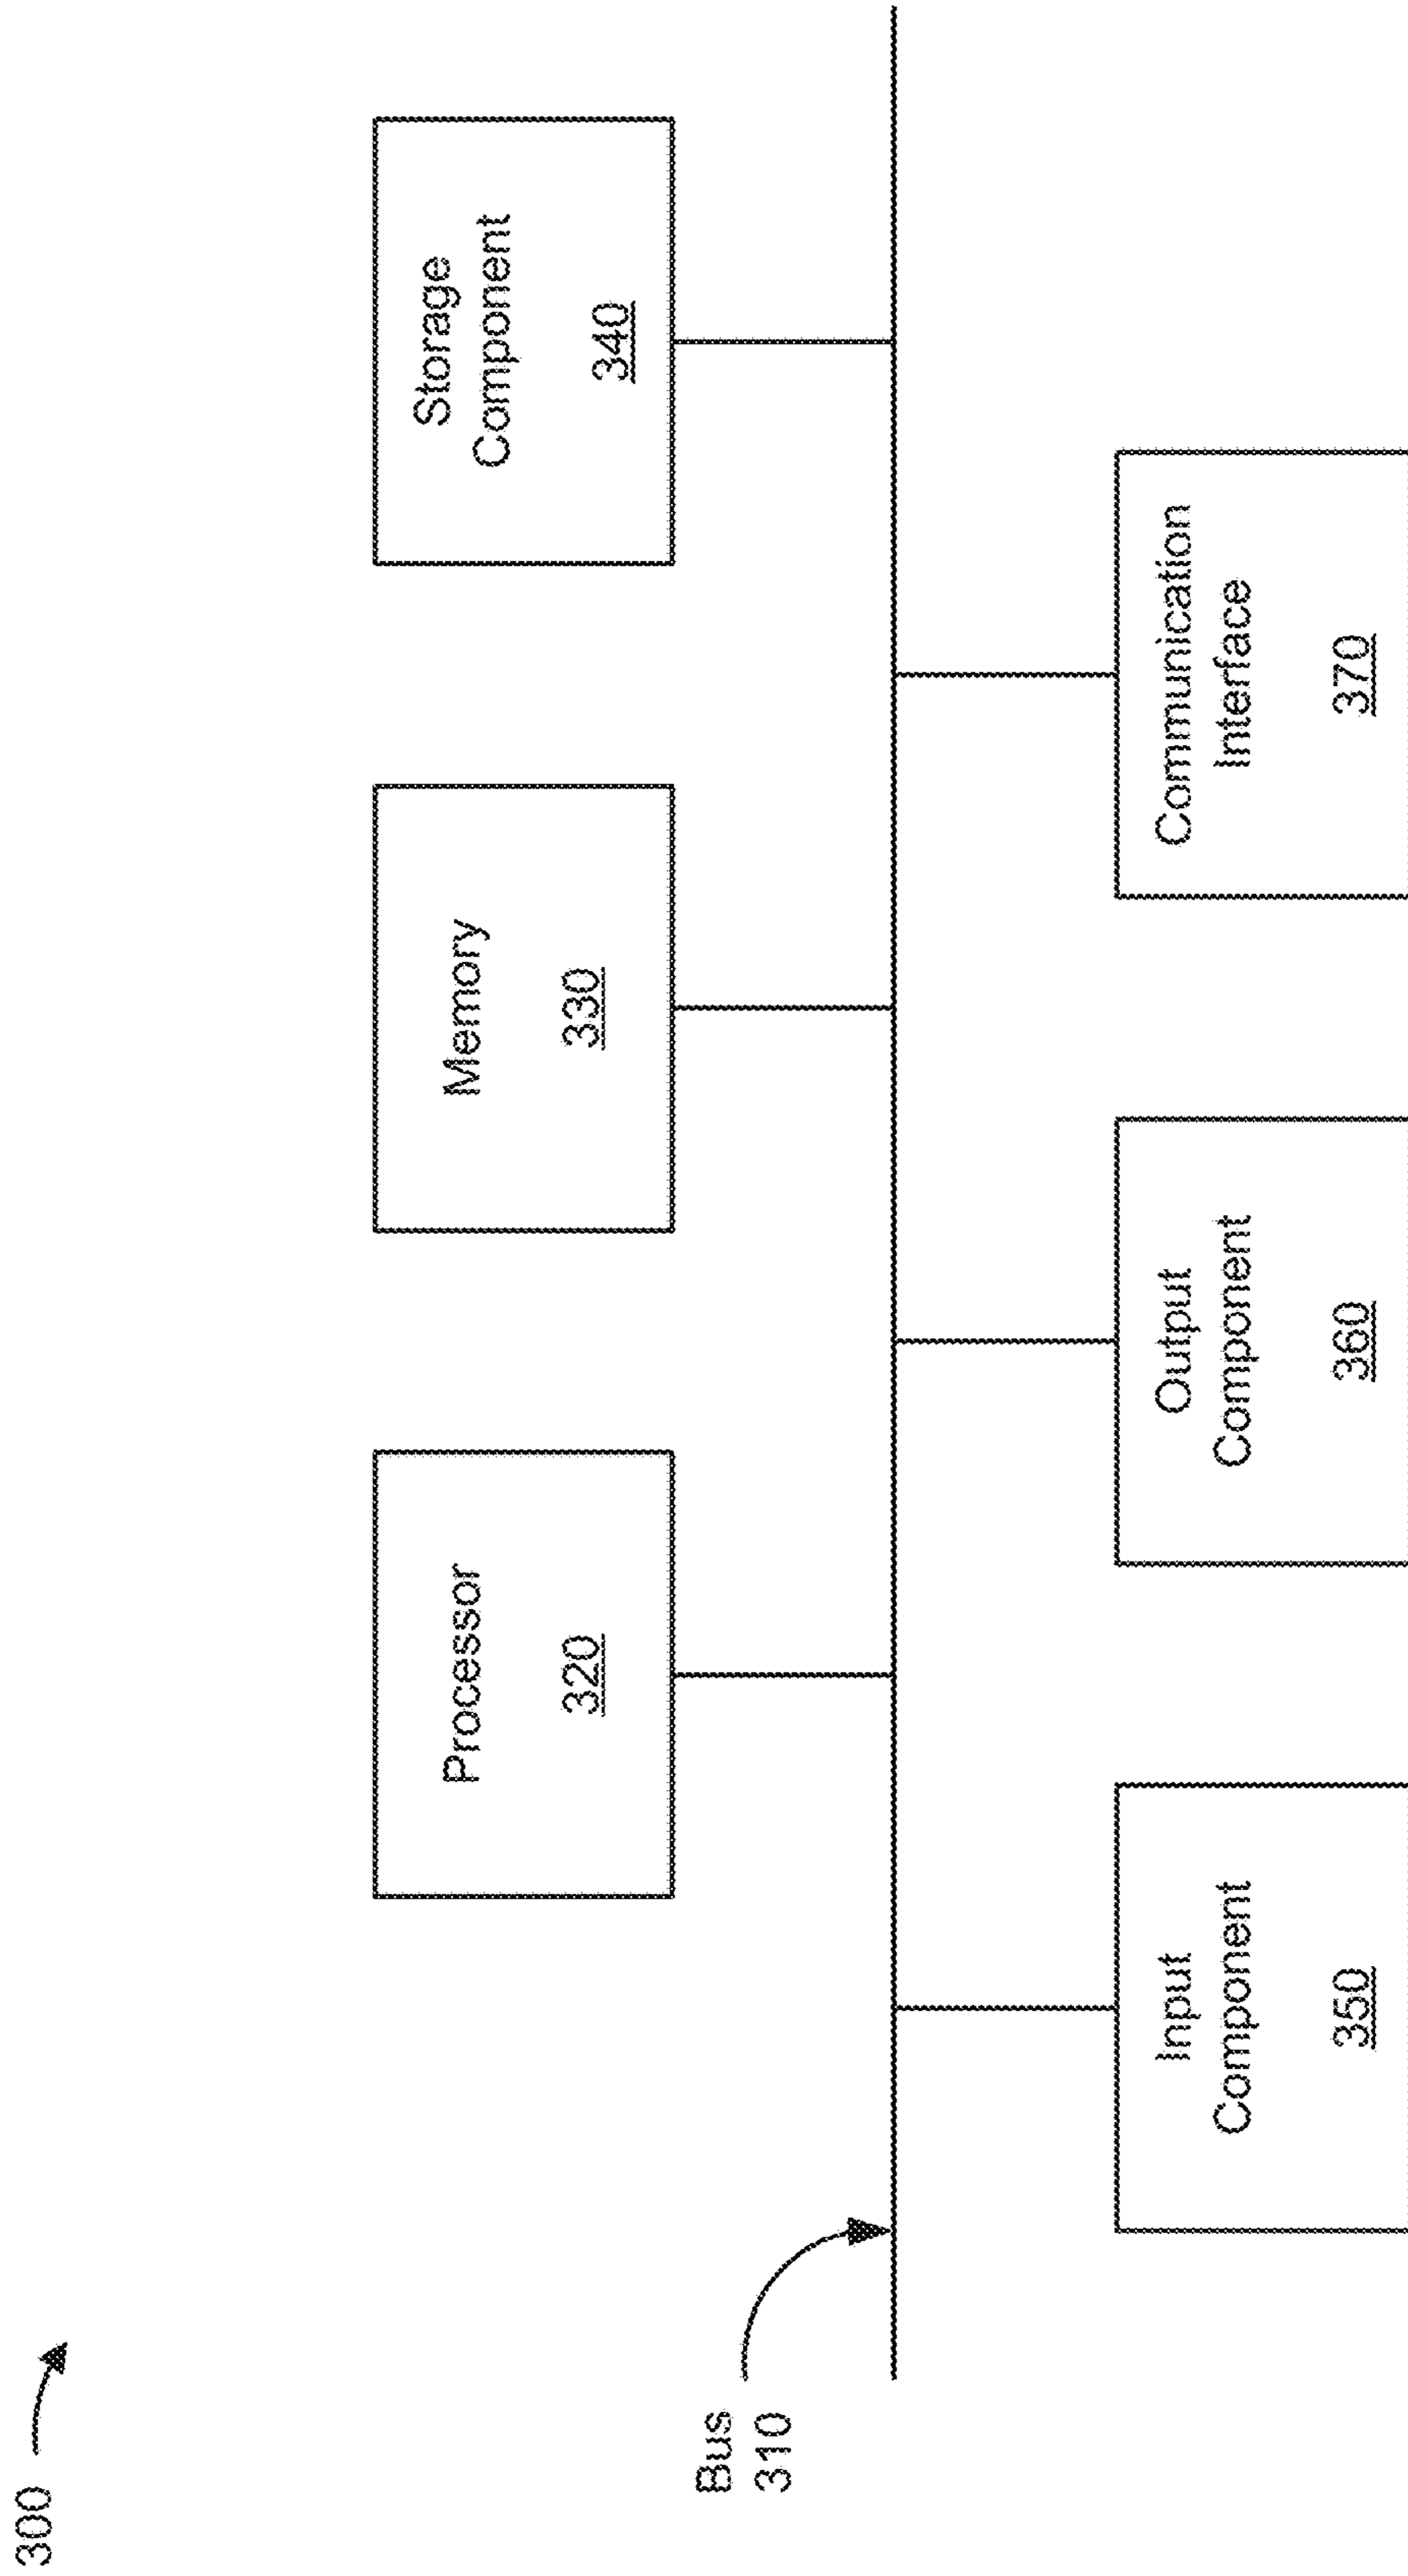 300
Bus
310
Processor
320
Memory
330
Storage
Component
340
Input
Component
350
Output
Component
360
Communication
Interface
370